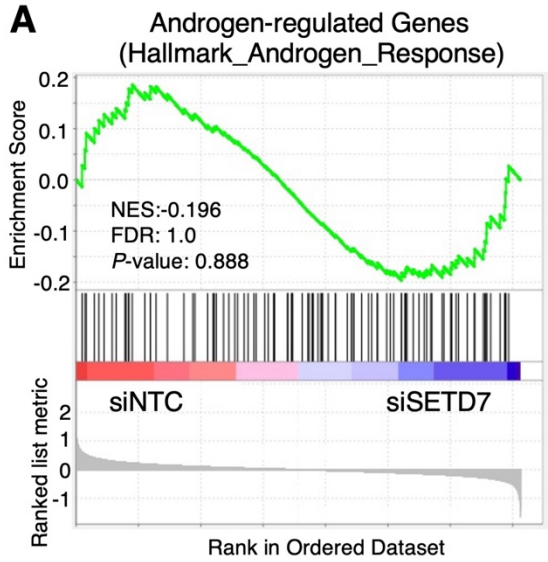 A
Androgen-regulated Genes
(Hallmark_Androgen_Response)
Enrichment Score
0.2
0.1
0.0
-0.1
-0.2
NES:-0.196
FDR: 1.0
P-value: 0.888
siNTC
siSETD7
Ranked list metric
2
1
0
-1
Rank in Ordered Dataset